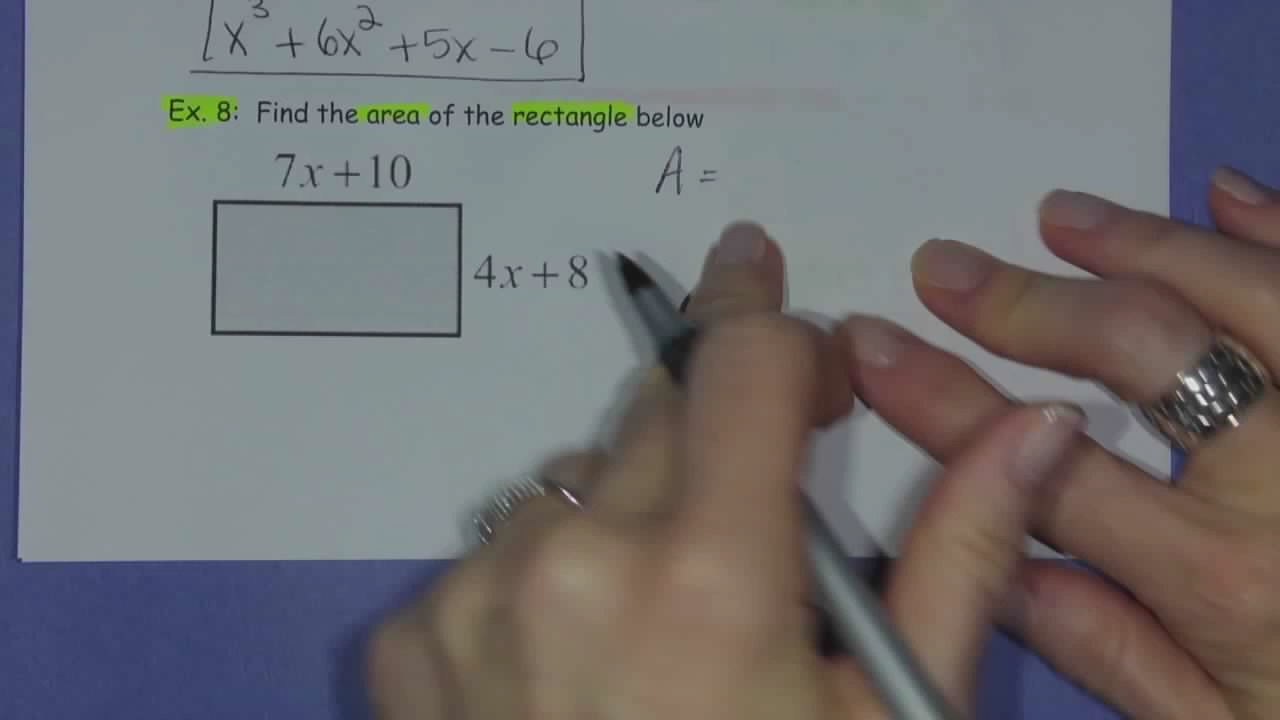 x³ + 6x² + 5x - 6
Ex. 8: Find the area of the rectangle below
7x+10
A =
4x+8